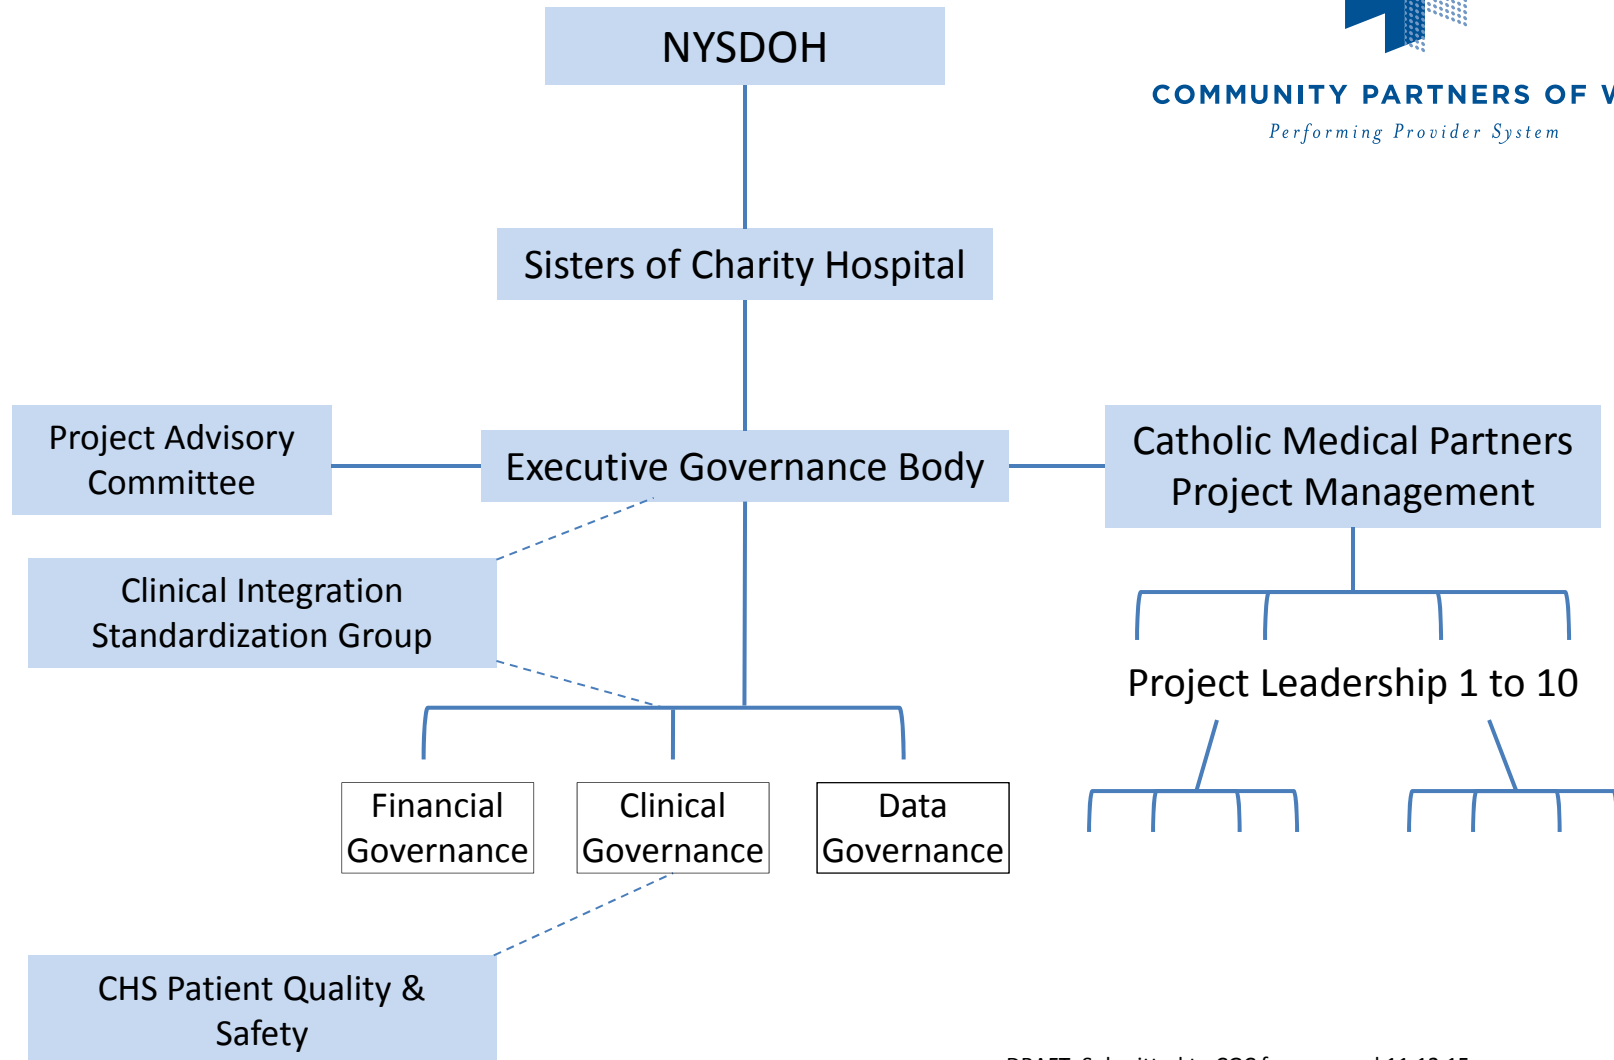 NYSDOH
COMMUNITY PARTNERS OF
Performing Provider System
Sisters of Charity Hospital
Project Advisory
Committee
Executive Governance Body
Catholic Medical Partners
Project Management
Clinical Integration
Standardization Group
Project Leadership 1 to 10
Financial
Governance
Clinical
Governance
Data
Governance
CHS Patient Quality &
Safety